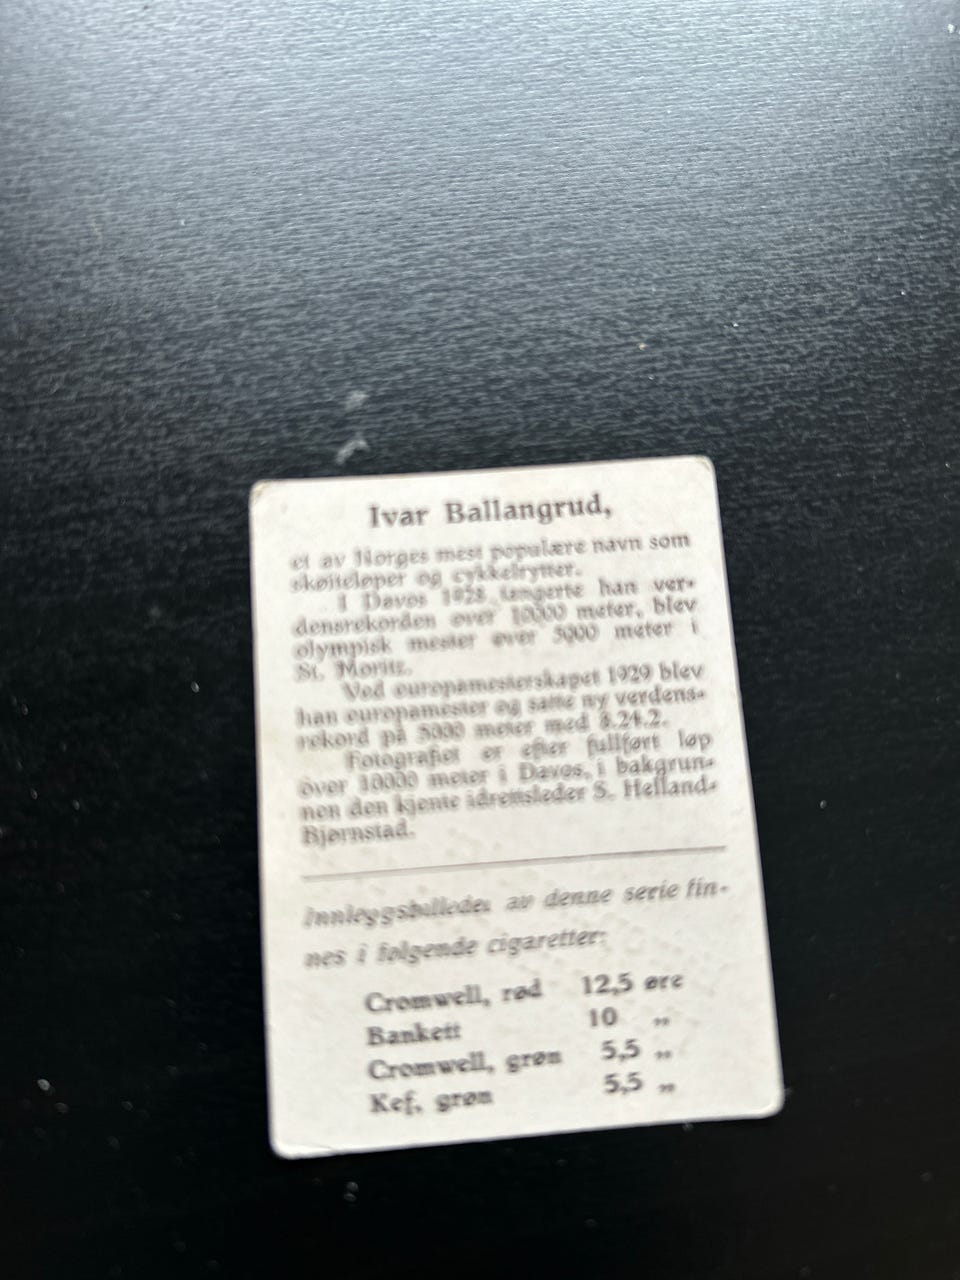 Ivar Ballangrud,
et av Norges mest populære navn som
skøiteløper og cykkelrytter.
I Davos 1928 tangerte han ver-
densrekorden over 10000 meter, blev
olympisk mester over 5000 meter i
St. Moritz.
Ved europamesterskapet 1929 blev
han europamester og satte ny verdens-
rekord på 5000 meter med 8.24.2.
Fotografiet er efter fullført løp
over 10000 meter i Davos, i bakgrun-
nen den kjente idrettsleder S. Helland-
Bjørnstad.
Innleggsbilleder av denne serie fin-
nes i følgende cigaretter:
Cromwell, rød 12,5 øre
Bankett 10 „
Cromwell, grøn 5,5 „
Kef, grøn 5,5 „